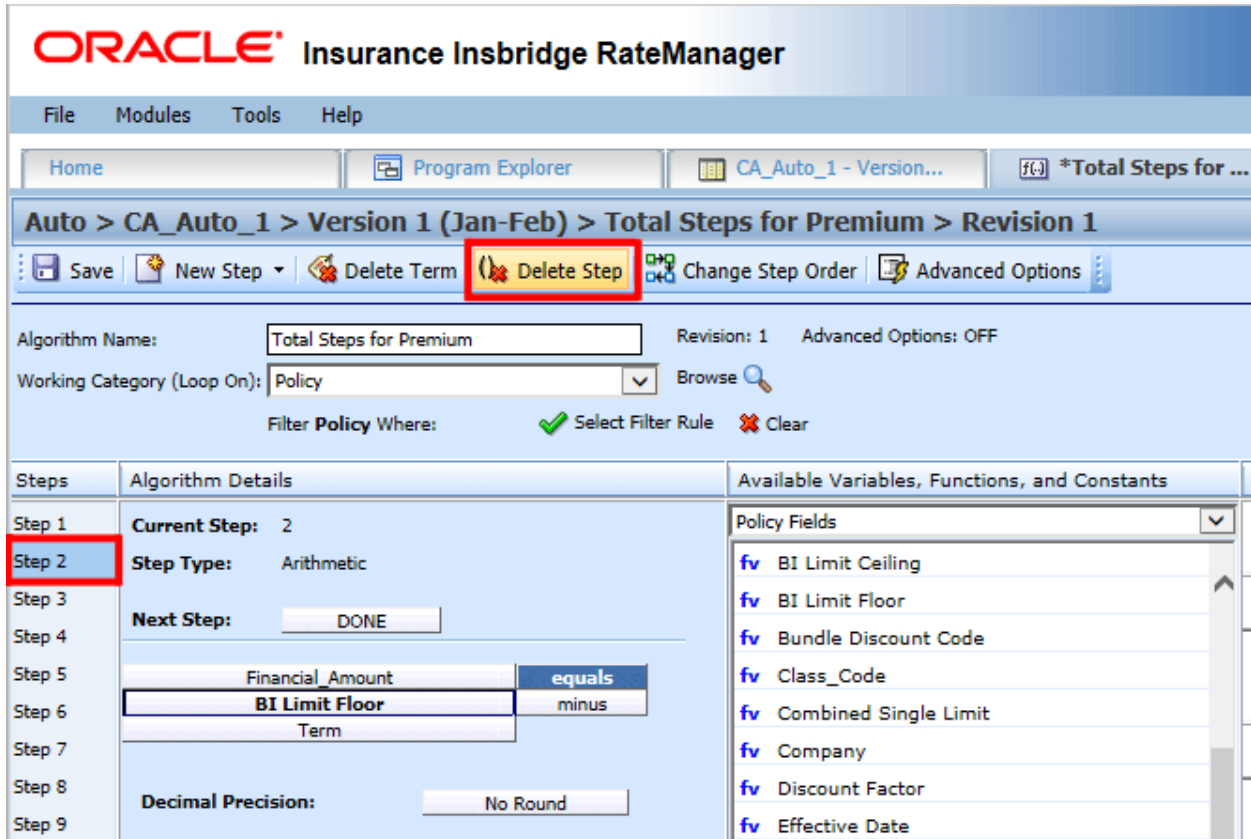 ORACLE Insurance Insbridge RateManager
File Modules Tools Help
Home Program Explorer CA_Auto_1 - Version... f(.) *Total Steps for ...
Auto > CA_Auto_1 > Version 1 (Jan-Feb) > Total Steps for Premium > Revision 1
Save New Step Delete Term () Delete Step Change Step Order Advanced Options
Algorithm Name: Total Steps for Premium Revision: 1 Advanced Options: OFF
Working Category (Loop On): Policy Browse
Filter Policy Where: Select Filter Rule Clear
Steps Algorithm Details Available Variables, Functions, and Constants
Step 1 Current Step: 2 Policy Fields
Step 2 Step Type: Arithmetic fv BI Limit Ceiling
Step 3 fv BI Limit Floor
Step 4 Next Step: DONE fv Bundle Discount Code
Step 5 Financial_Amount equals fv Class_Code
Step 6 BI Limit Floor minus fv Combined Single Limit
Step 7 Term fv Company
Step 8 Decimal Precision: No Round fv Discount Factor
Step 9 fv Effective Date